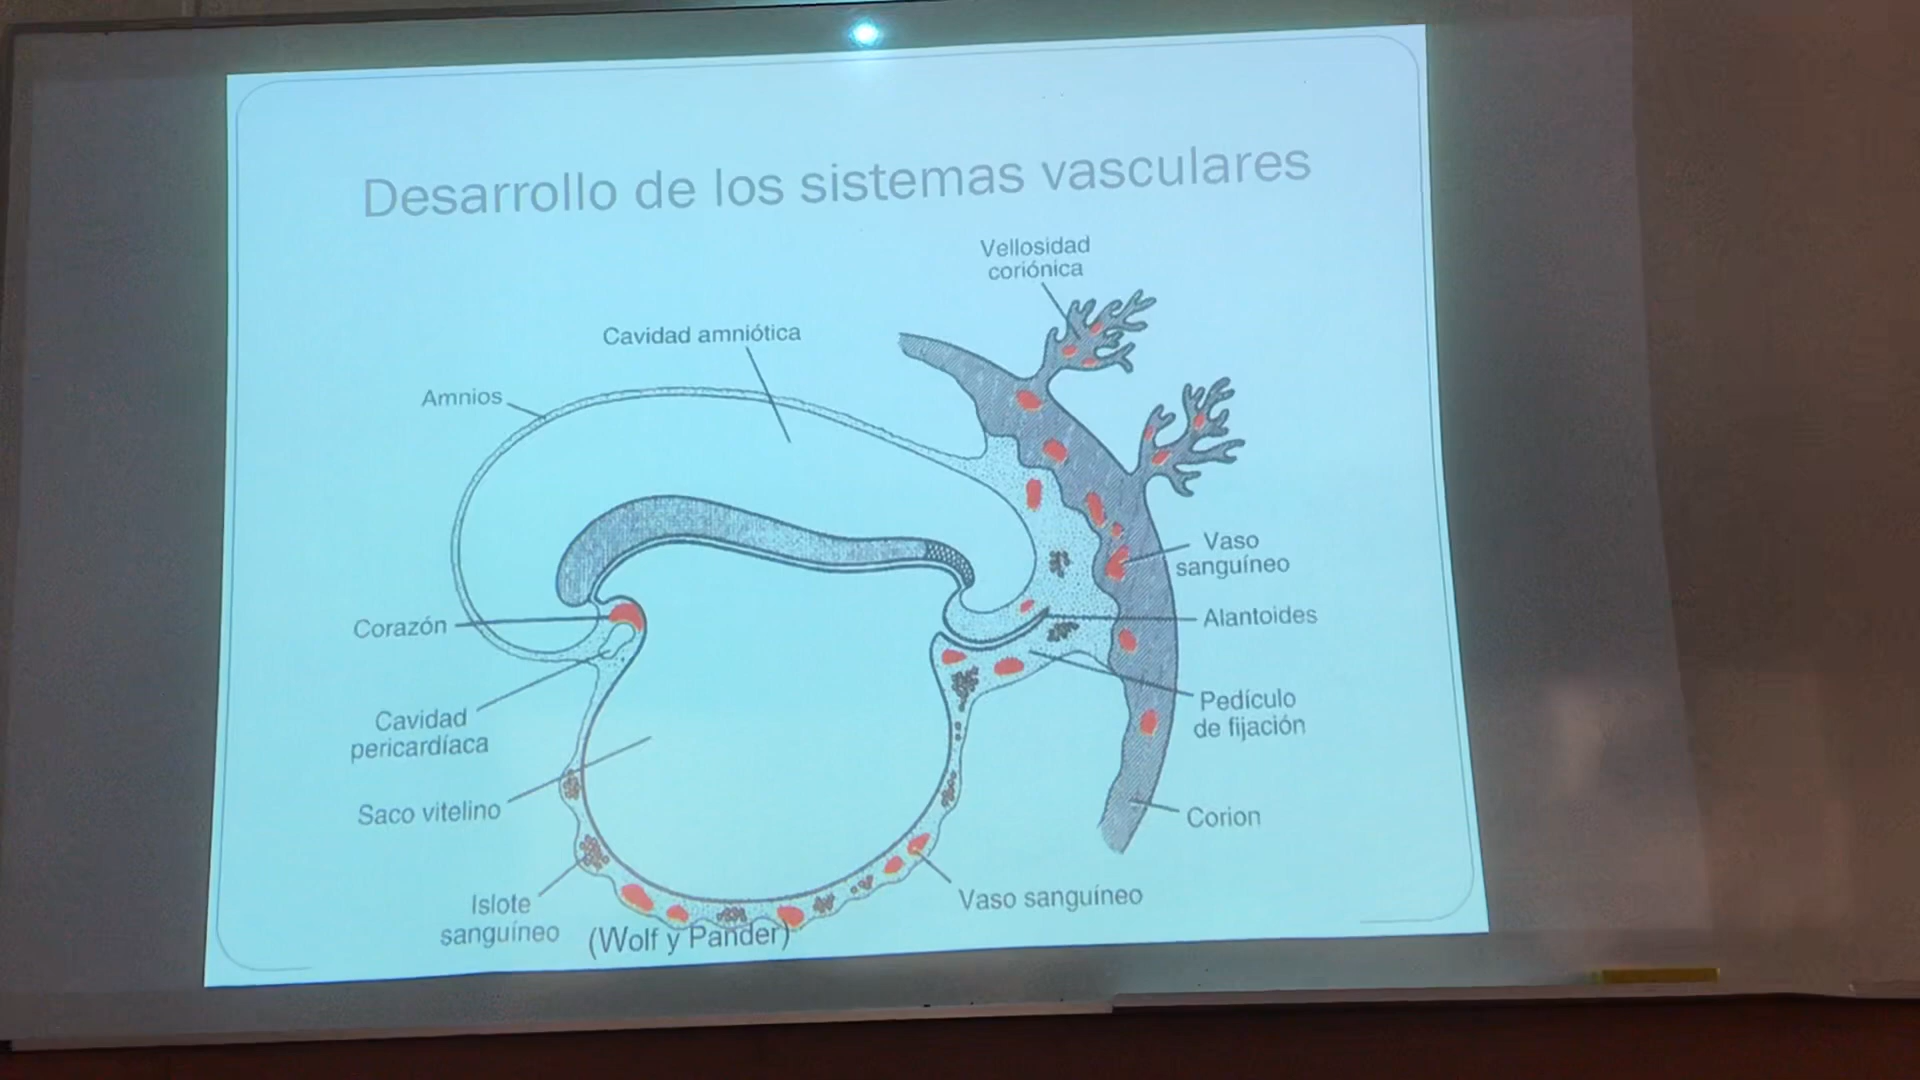 Desarrollo de los sistemas vasculares
Vellosidad
coriónica
Cavidad amniótica
Amnios
Vaso
sanguíneo
Alantoides
Corazón
Pedículo
de fijación
Cavidad
pericardíaca
Saco vitelino
Corion
Vaso sanguíneo
Islote
sanguíneo
(Wolf y Pander)